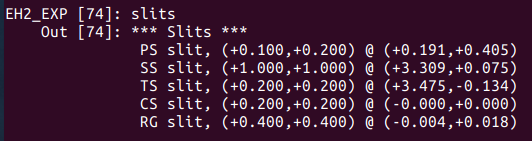 EH2_EXP [74]: slits
Out [74]: *** Slits ***
PS slit, (+0.100,+0.200) @ (+0.191,+0.405)
SS slit, (+1.000,+1.000) @ (+3.309,+0.075)
TS slit, (+0.200,+0.200) @ (+3.475,-0.134)
CS slit, (+0.200,+0.200) @ (-0.000,+0.000)
RG slit, (+0.400,+0.400) @ (-0.004,+0.018)